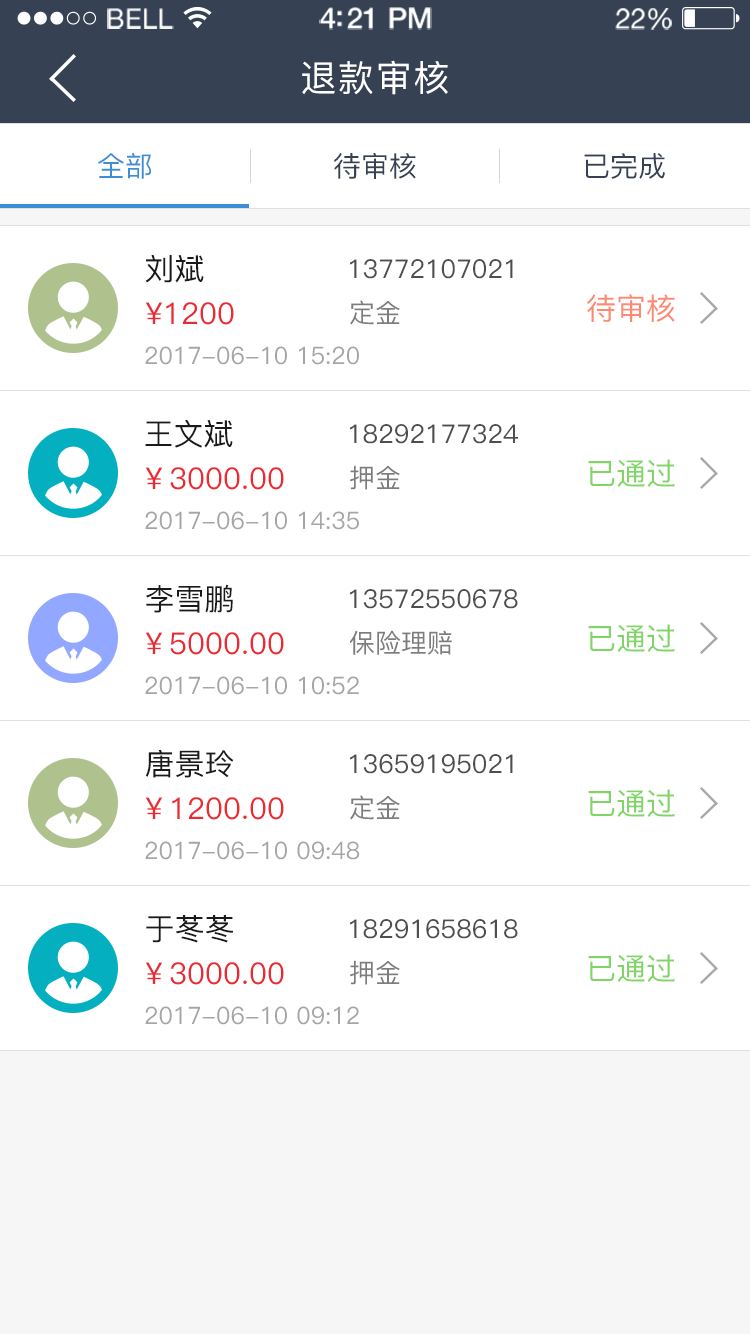 BELL 4:21 PM 22%
退款审核
全部 待审核 已完成
刘斌 13772107021
¥1200 定金 待审核
2017-06-10 15:20
王文斌 18292177324
¥3000.00 押金 已通过
2017-06-10 14:35
李雪鹏 13572550678
¥5000.00 保险理赔 已通过
2017-06-10 10:52
唐景玲 13659195021
¥1200.00 定金 已通过
2017-06-10 09:48
于苳苳 18291658618
¥3000.00 押金 已通过
2017-06-10 09:12